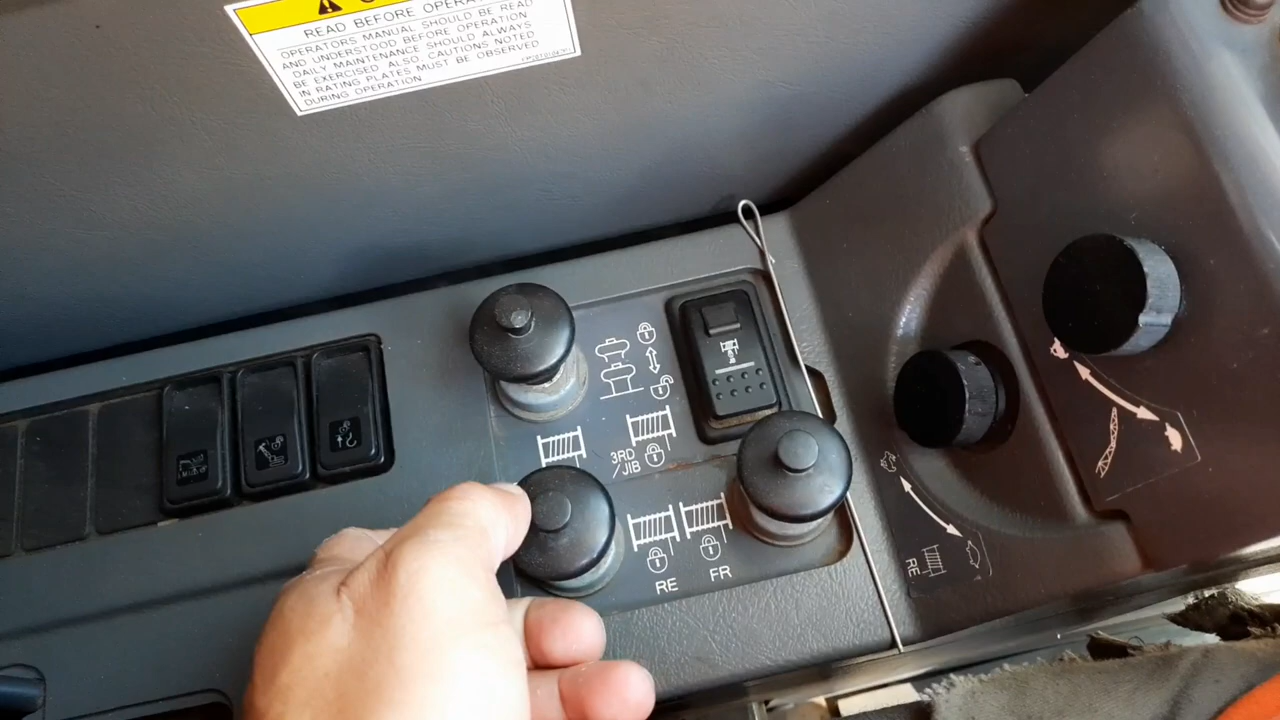 READ BEFORE
OPERATORS MANUAL SHOULD BE READ
AND UNDERSTOOD BEFORE OPERATION
DAILY MAINTENANCE SHOULD ALWAYS
BE EXERCISED ALSO, CAUTIONS NOTED
IN RATING PLATES MUST BE OBSERVED
DURING OPERATION
3RD
/JIB
RE
FR
RE